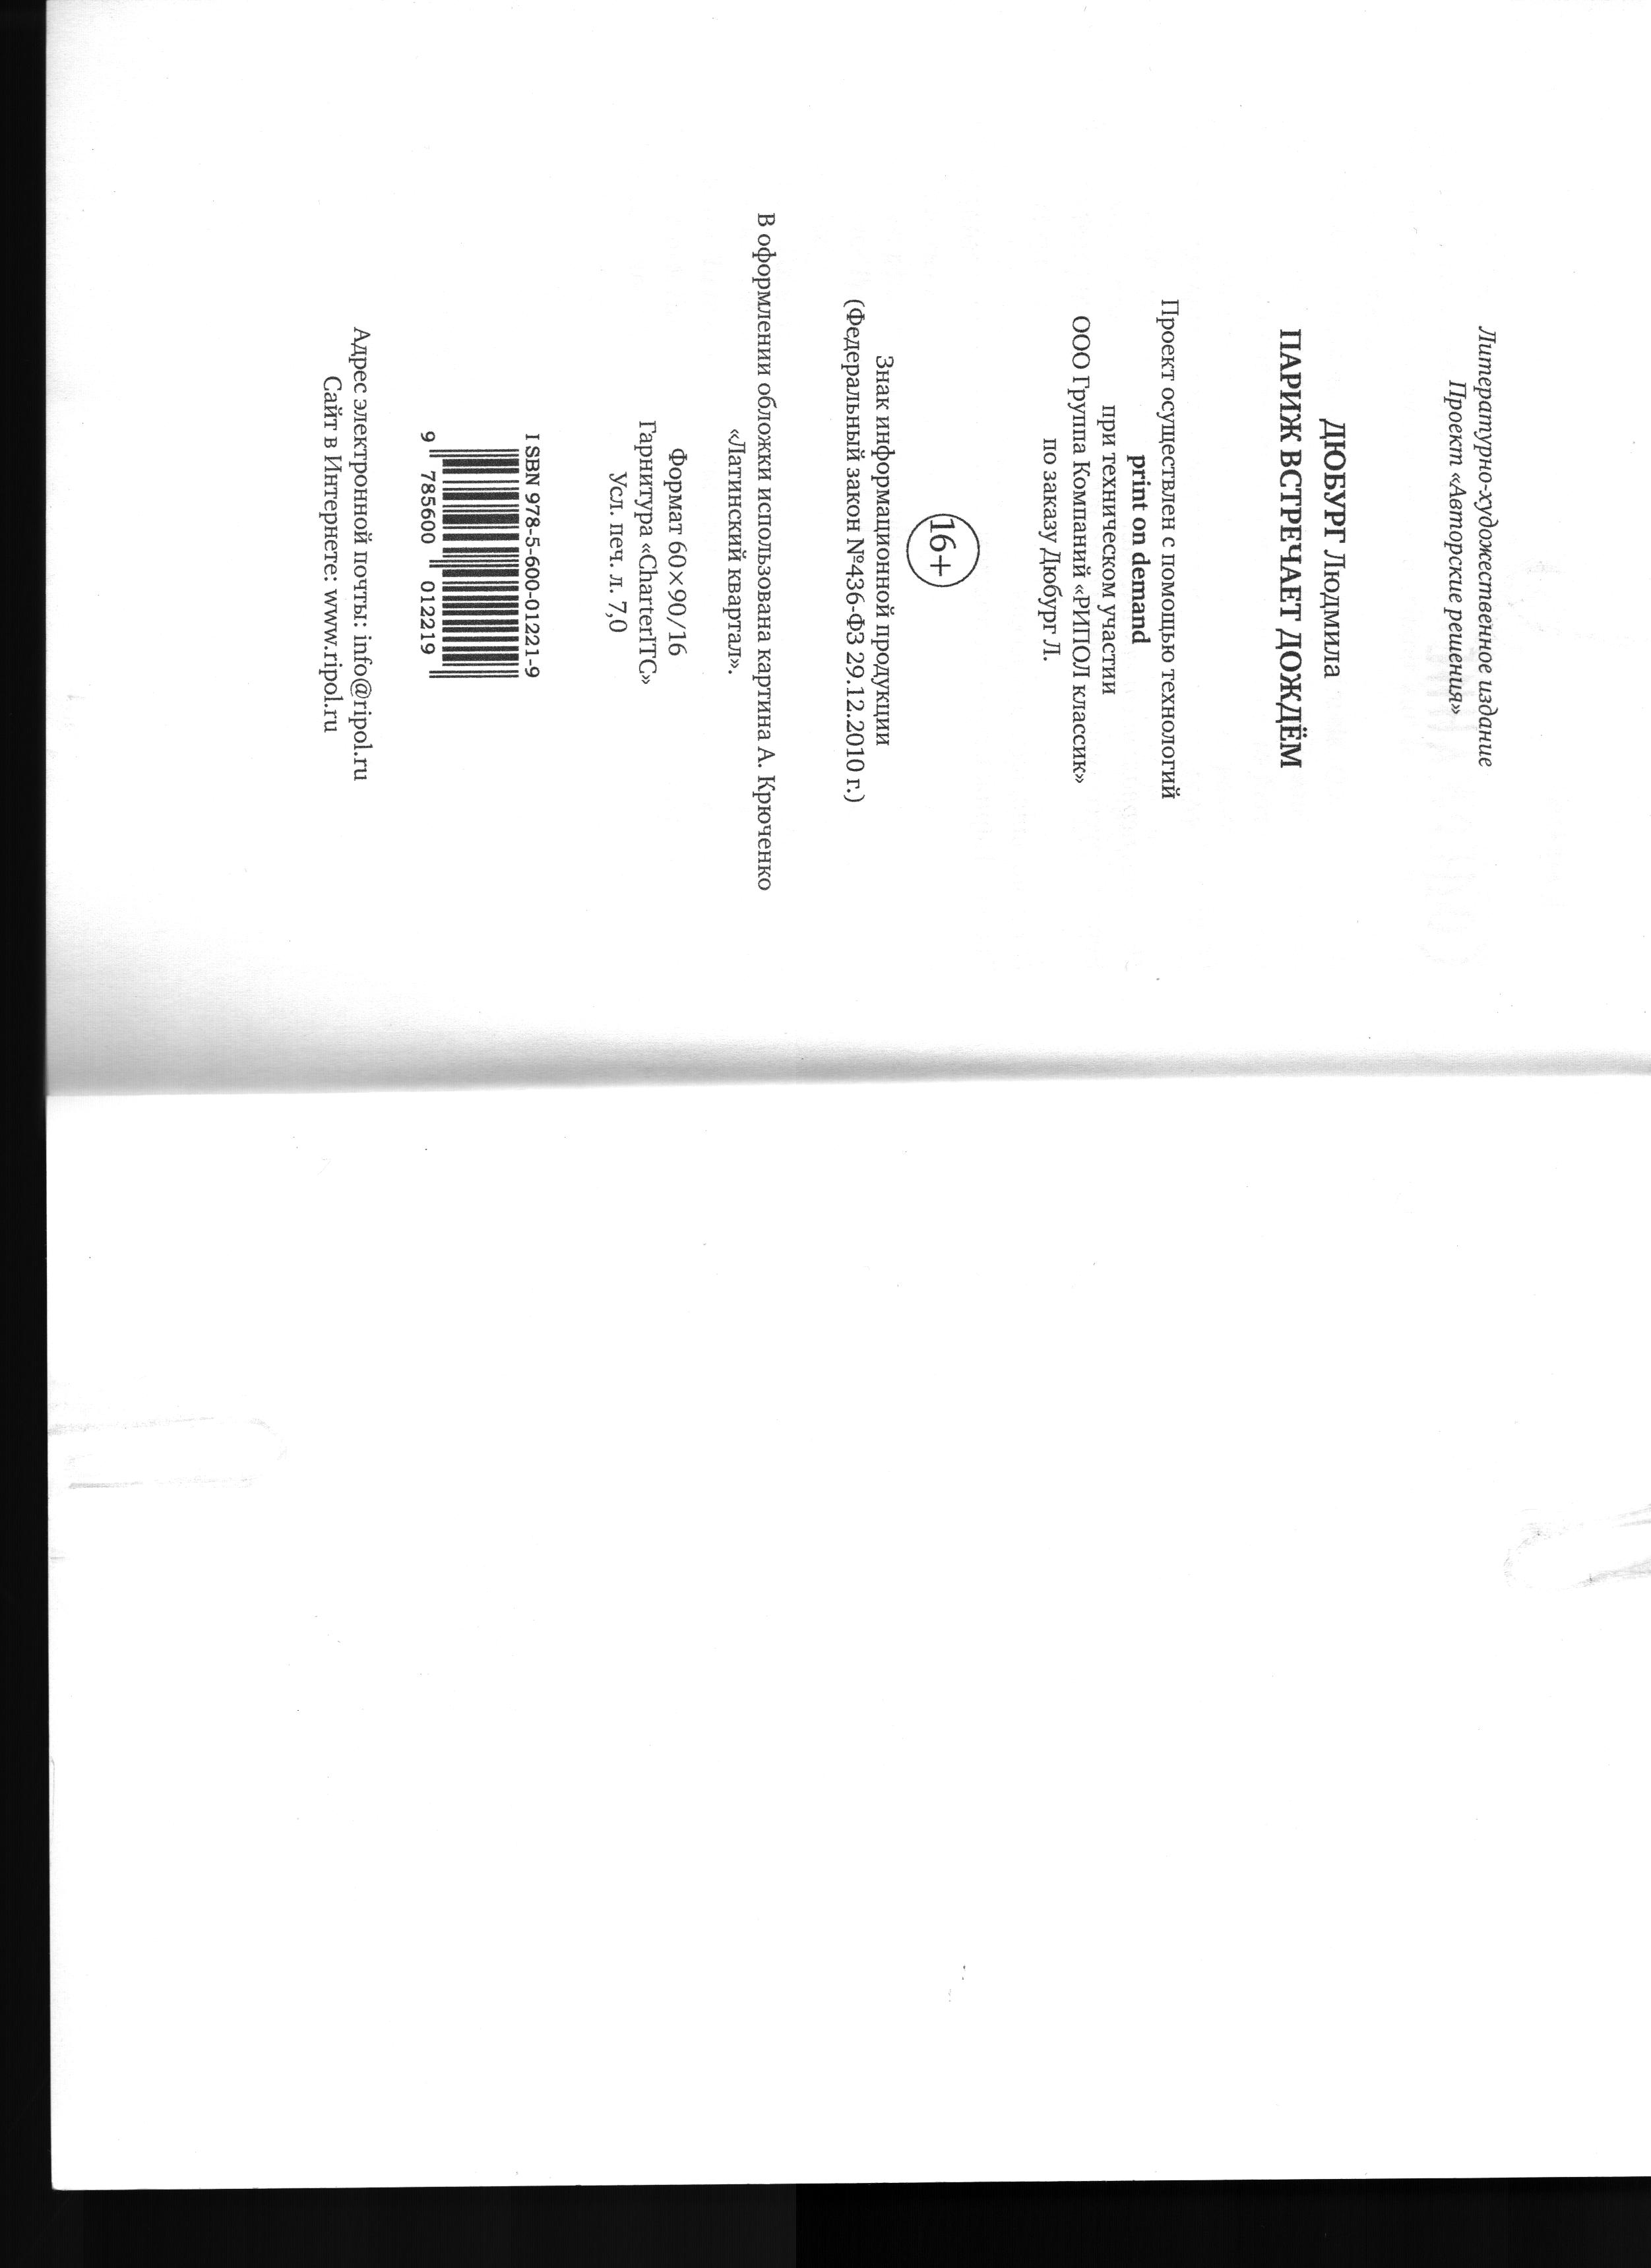 Литературно-художественное издание
Проект «Авторские решения»
ДЮБУРГ Людмила
ПАРИЖ ВСТРЕЧАЕТ ДОЖДЁМ
Проект осуществлен с помощью технологий
print on demand
при техническом участии
ООО Группа Компаний «РИПОЛ классик»
по заказу Дюбург Л.
16+
Знак информационной продукции
(Федеральный закон №436-ФЗ 29.12.2010 г.)
В оформлении обложки использована картина А. Крюченко
«Латинский квартал».
Формат 60×90/16
Гарнитура «CharterITC»
Усл. печ. л. 7,0
ISBN 978-5-600-01221-9
9 785600 012219
Адрес электронной почты: info@ripol.ru
Сайт в Интернете: www.ripol.ru